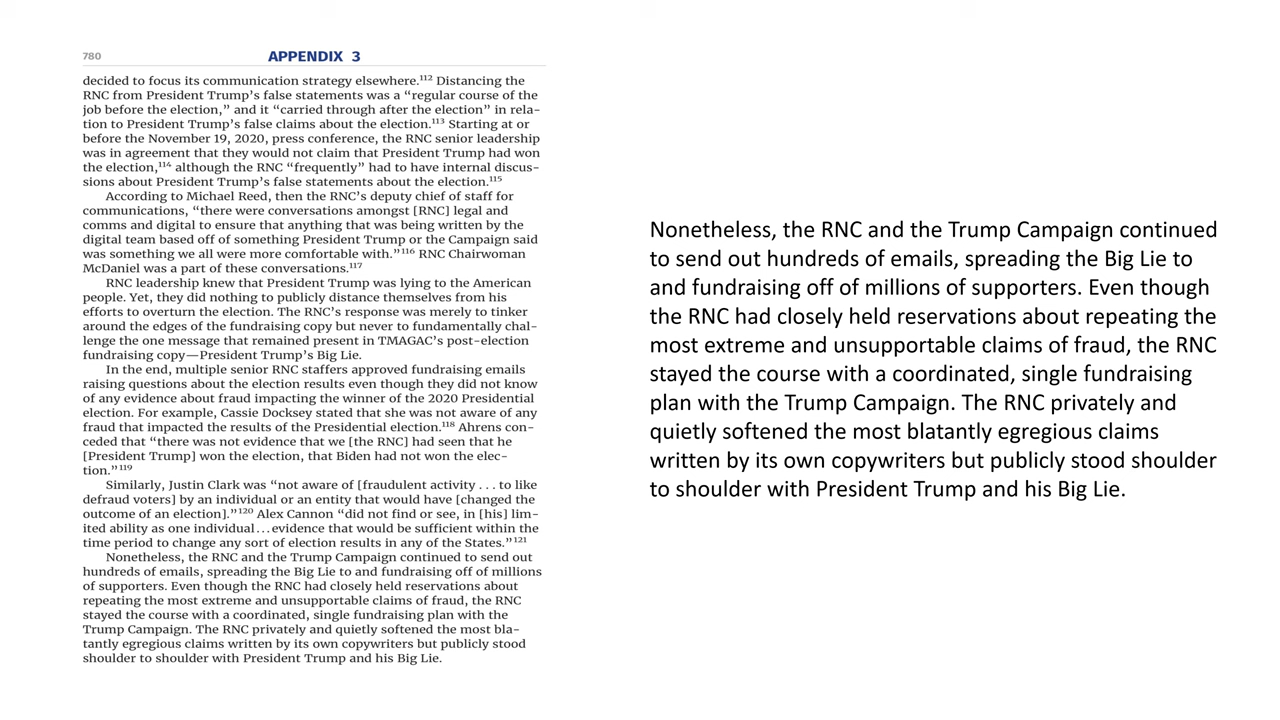 780
APPENDIX 3
decided to focus its communication strategy elsewhere.112 Distancing the
RNC from President Trump’s false statements was a “regular course of the
job before the election,” and it “carried through after the election” in rela-
tion to President Trump’s false claims about the election.113 Starting at or
before the November 19, 2020, press conference, the RNC senior leadership
was in agreement that they would not claim that President Trump had won
the election,114 although the RNC “frequently” had to have internal discus-
sions about President Trump’s false statements about the election.115
According to Michael Reed, then the RNC’s deputy chief of staff for
communications, “there were conversations amongst [RNC] legal and
comms and digital to ensure that anything that was being written by the
digital team based off of something President Trump or the Campaign said
was something we all were more comfortable with.”116 RNC Chairwoman
McDaniel was a part of these conversations.117
RNC leadership knew that President Trump was lying to the American
people. Yet, they did nothing to publicly distance themselves from his
efforts to overturn the election. The RNC’s response was merely to tinker
around the edges of the fundraising copy but never to fundamentally chal-
lenge the one message that remained present in TMAGAC’s post-election
fundraising copy—President Trump’s Big Lie.
In the end, multiple senior RNC staffers approved fundraising emails
raising questions about the election results even though they did not know
of any evidence about fraud impacting the winner of the 2020 Presidential
election. For example, Cassie Docksey stated that she was not aware of any
fraud that impacted the results of the Presidential election.118 Ahrens con-
ceded that “there was not evidence that we [the RNC] had seen that he
[President Trump] won the election, that Biden had not won the elec-
tion.”119
Similarly, Justin Clark was “not aware of [fraudulent activity . . . to like
defraud voters] by an individual or an entity that would have [changed the
outcome of an election].”120 Alex Cannon “did not find or see, in [his] lim-
ited ability as one individual . . . evidence that would be sufficient within the
time period to change any sort of election results in any of the States.”121
Nonetheless, the RNC and the Trump Campaign continued to send out
hundreds of emails, spreading the Big Lie to and fundraising off of millions
of supporters. Even though the RNC had closely held reservations about
repeating the most extreme and unsupportable claims of fraud, the RNC
stayed the course with a coordinated, single fundraising plan with the
Trump Campaign. The RNC privately and quietly softened the most bla-
tantly egregious claims written by its own copywriters but publicly stood
shoulder to shoulder with President Trump and his Big Lie.
Nonetheless, the RNC and the Trump Campaign continued
to send out hundreds of emails, spreading the Big Lie to
and fundraising off of millions of supporters. Even though
the RNC had closely held reservations about repeating the
most extreme and unsupportable claims of fraud, the RNC
stayed the course with a coordinated, single fundraising
plan with the Trump Campaign. The RNC privately and
quietly softened the most blatantly egregious claims
written by its own copywriters but publicly stood shoulder
to shoulder with President Trump and his Big Lie.